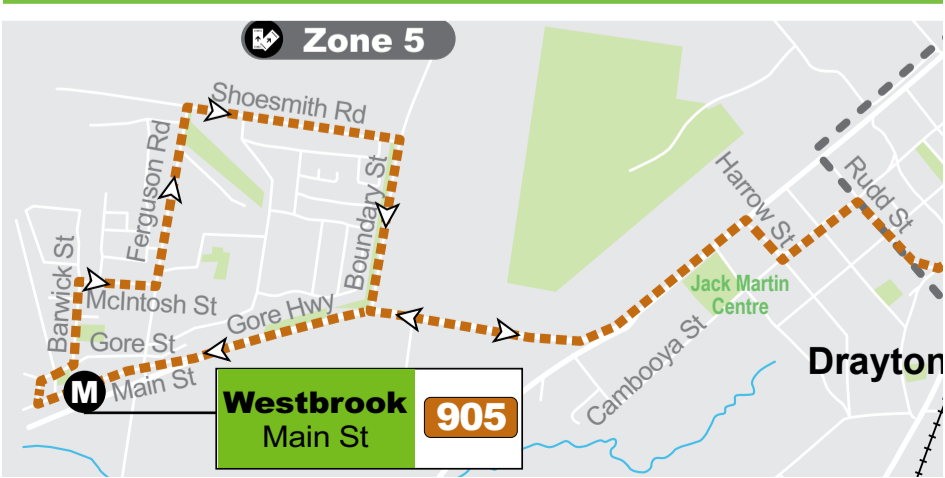 Zone 5
Shoesmith Rd
Ferguson Rd
Boundary St
Harrow St
Rudd St
Barwick St
McIntosh St
Gore Hwy
Jack Martin
Centre
Gore St
Main St
Cambooya St
Drayton
M
Westbrook
Main St
905